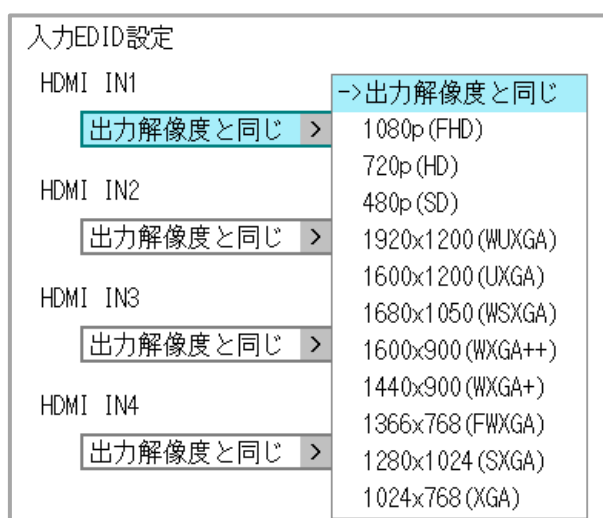 入力EDID設定
HDMI IN1
出力解像度と同じ >
HDMI IN2
出力解像度と同じ >
HDMI IN3
出力解像度と同じ >
HDMI IN4
出力解像度と同じ >
->出力解像度と同じ
1080p(FHD)
720p(HD)
480p(SD)
1920x1200(WUXGA)
1600x1200(UXGA)
1680x1050(WSXGA)
1600x900(WXGA++)
1440x900(WXGA+)
1366x768(FWXGA)
1280x1024(SXGA)
1024x768(XGA)